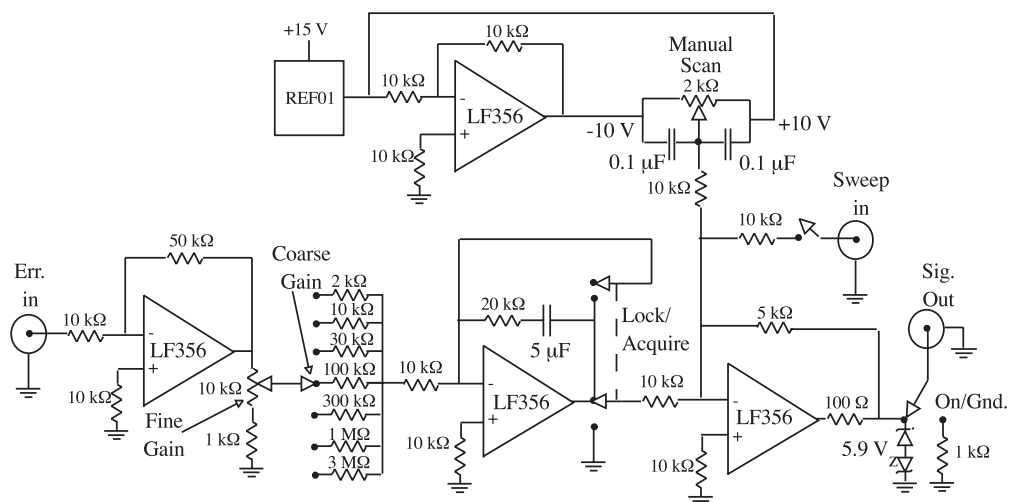 +15 V
REF01
10 kΩ
10 kΩ
-
LF356
+
10 kΩ
Manual
Scan
2 kΩ
-10 V
+10 V
0.1 μF
0.1 μF
10 kΩ
Sweep
in
10 kΩ
Err.
in
10 kΩ
50 kΩ
-
LF356
+
10 kΩ
10 kΩ
Fine
Gain
1 kΩ
Coarse
Gain
2 kΩ
10 kΩ
30 kΩ
100 kΩ
300 kΩ
1 MΩ
3 MΩ
10 kΩ
20 kΩ
5 μF
Lock/
Acquire
-
LF356
+
10 kΩ
10 kΩ
5 kΩ
-
LF356
+
10 kΩ
100 Ω
Sig.
Out
On/Gnd.
5.9 V
Z
1 kΩ